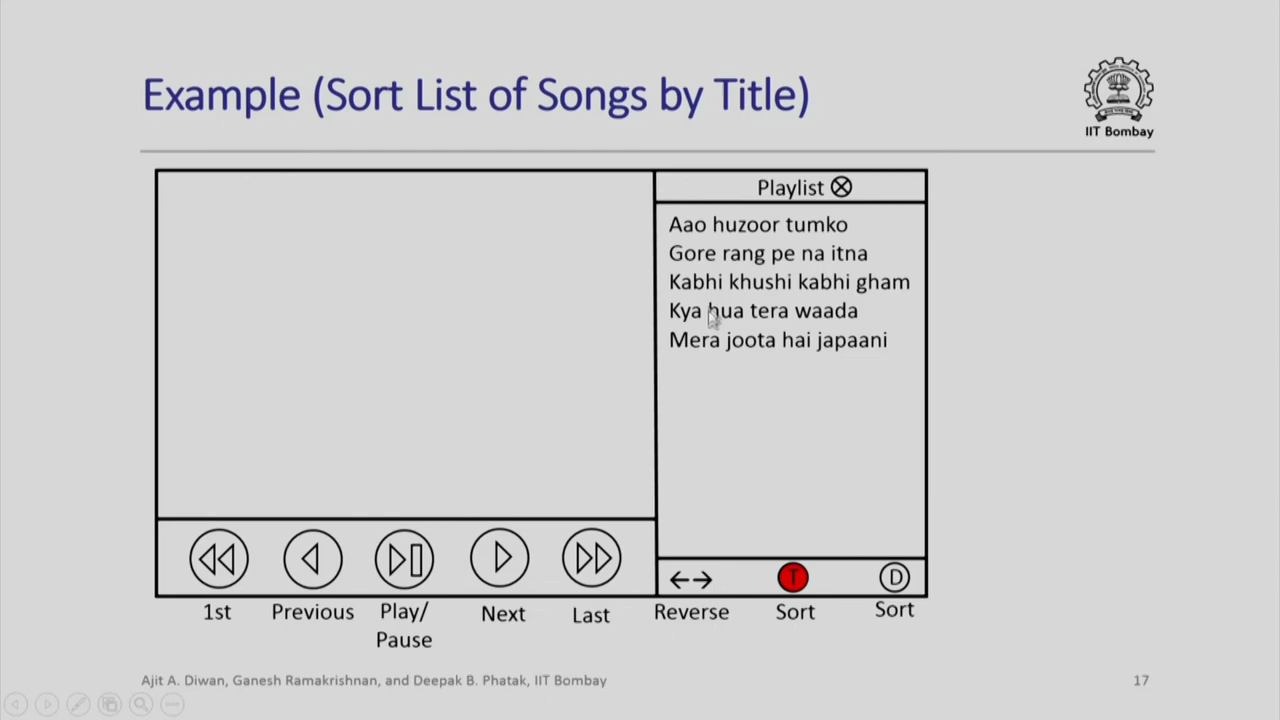 Example (Sort List of Songs by Title)
IIT Bombay
Playlist
Aao huzoor tumko
Gore rang pe na itna
Kabhi khushi kabhi gham
Kya hua tera waada
Mera joota hai japaani
T
D
1st
Previous
Play/
Pause
Next
Last
Reverse
Sort
Sort
Ajit A. Diwan, Ganesh Ramakrishnan, and Deepak B. Phatak, IIT Bombay
17